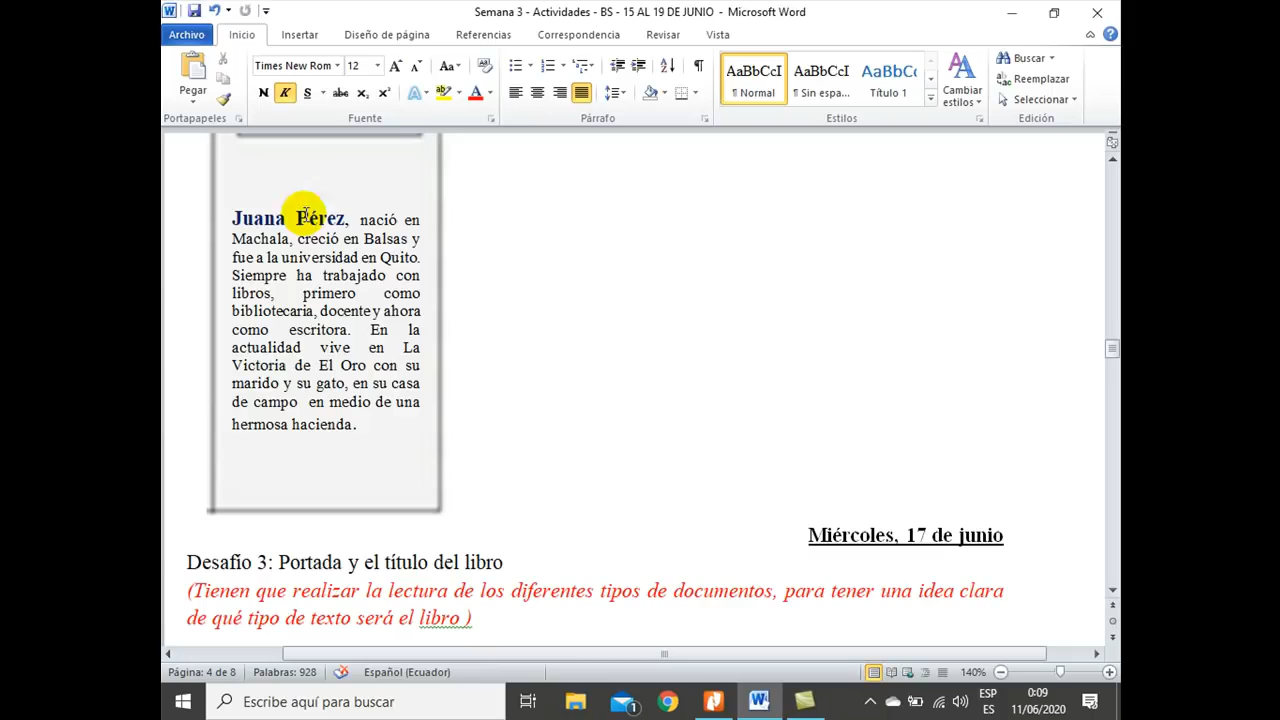 Semana 3 - Actividades - BS - 15 AL 19 DE JUNIO - Microsoft Word
Archivo Inicio Insertar Diseño de página Referencias Correspondencia Revisar Vista
Pegar
Times New Rom 12
N K S abc x₂ x²
AaBbCcI AaBbCcI AaBbCc
¶ Normal ¶ Sin espa... Título 1
Cambiar estilos
Buscar
Reemplazar
Seleccionar
Portapapeles Fuente Párrafo Estilos Edición
Juana Pérez, nació en
Machala, creció en Balsas y
fue a la universidad en Quito.
Siempre ha trabajado con
libros, primero como
bibliotecaria, docente y ahora
como escritora. En la
actualidad vive en La
Victoria de El Oro con su
marido y su gato, en su casa
de campo en medio de una
hermosa hacienda.
Miércoles, 17 de junio
Desafío 3: Portada y el título del libro
(Tienen que realizar la lectura de los diferentes tipos de documentos, para tener una idea clara
de qué tipo de texto será el libro )
Página: 4 de 8 Palabras: 928 Español (Ecuador) 140%
Escribe aquí para buscar
1
ESP
ES
0:09
11/06/2020